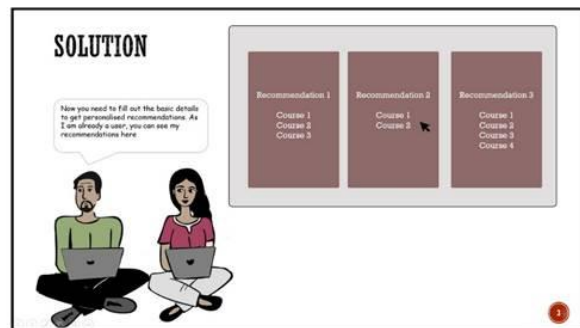 SOLUTION
Now you need to fill out the basic details
to get personalised recommendations. As
I am already a user, you can see my
recommendations here
Recommendation 1
Course 1
Course 2
Course 3
Recommendation 2
Course 1
Course 2
Recommendation 3
Course 1
Course 2
Course 3
Course 4